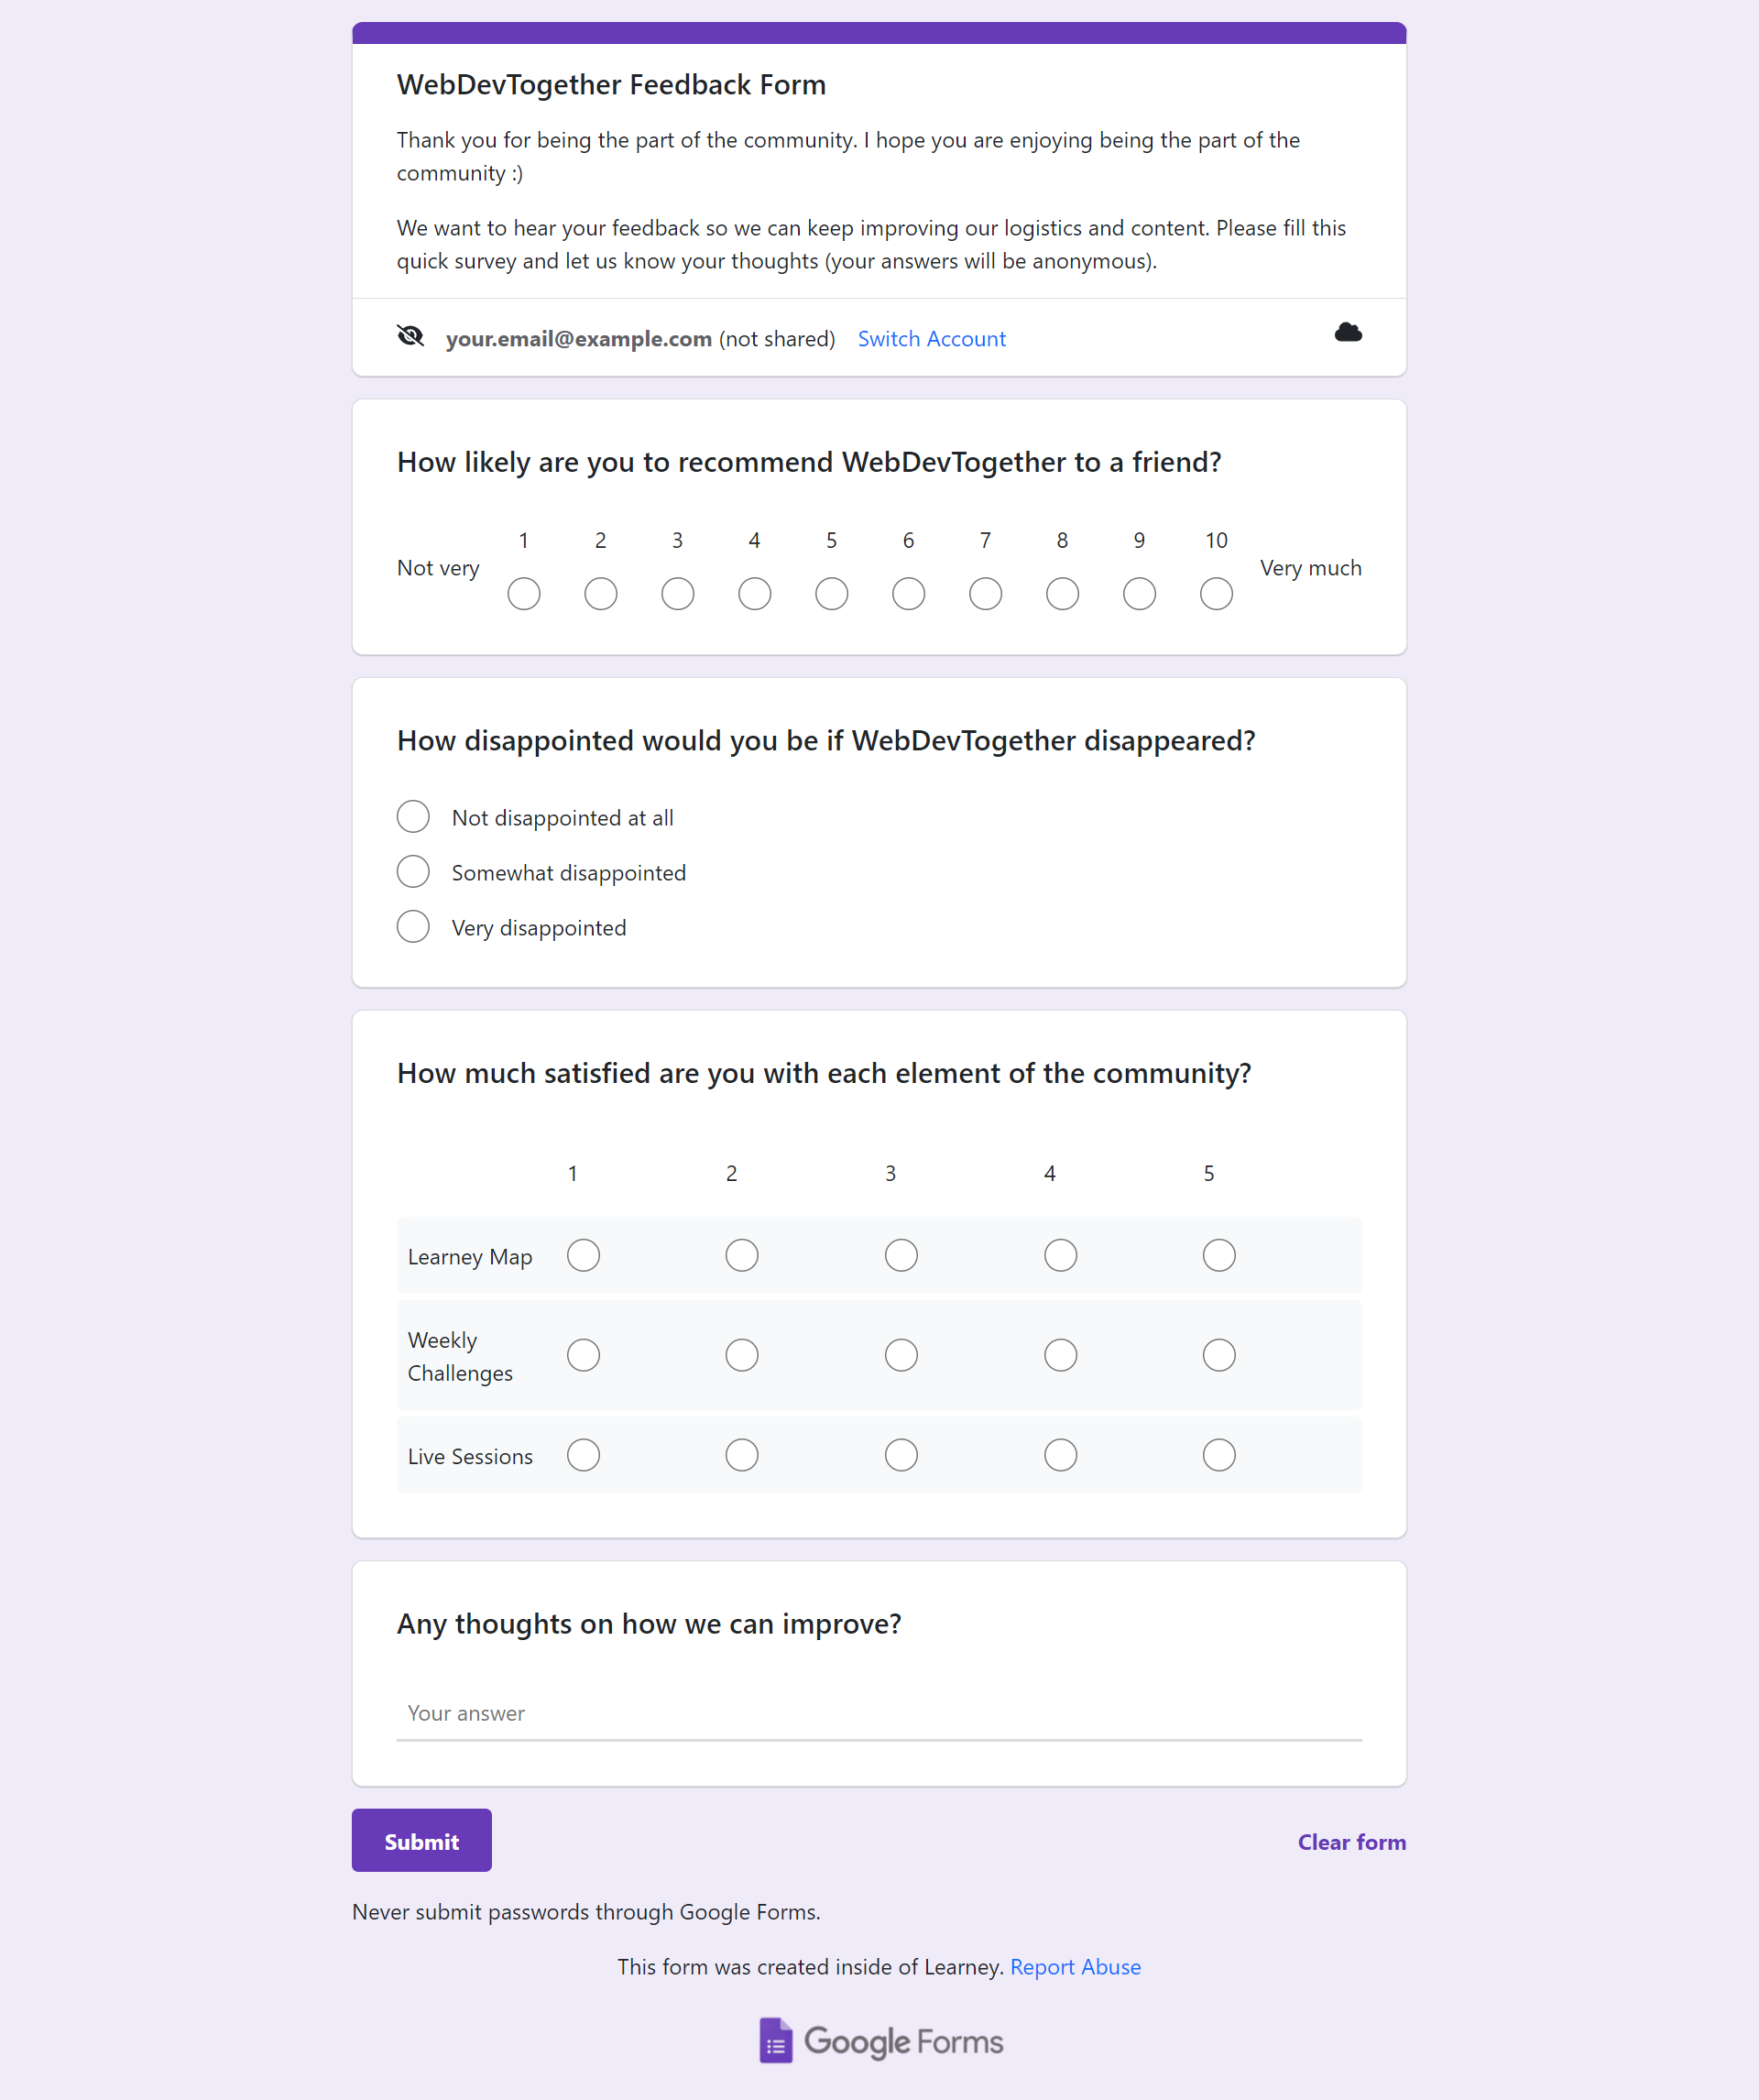 WebDevTogether Feedback Form
Thank you for being the part of the community. I hope you are enjoying being the part of the
community :)
We want to hear your feedback so we can keep improving our logistics and content. Please fill this
quick survey and let us know your thoughts (your answers will be anonymous).
your.email@example.com (not shared) Switch Account
How likely are you to recommend WebDevTogether to a friend?
1 2 3 4 5 6 7 8 9 10
Not very Very much
How disappointed would you be if WebDevTogether disappeared?
Not disappointed at all
Somewhat disappointed
Very disappointed
How much satisfied are you with each element of the community?
1 2 3 4 5
Learney Map
Weekly
Challenges
Live Sessions
Any thoughts on how we can improve?
Your answer
Submit Clear form
Never submit passwords through Google Forms.
This form was created inside of Learney. Report Abuse
Google Forms